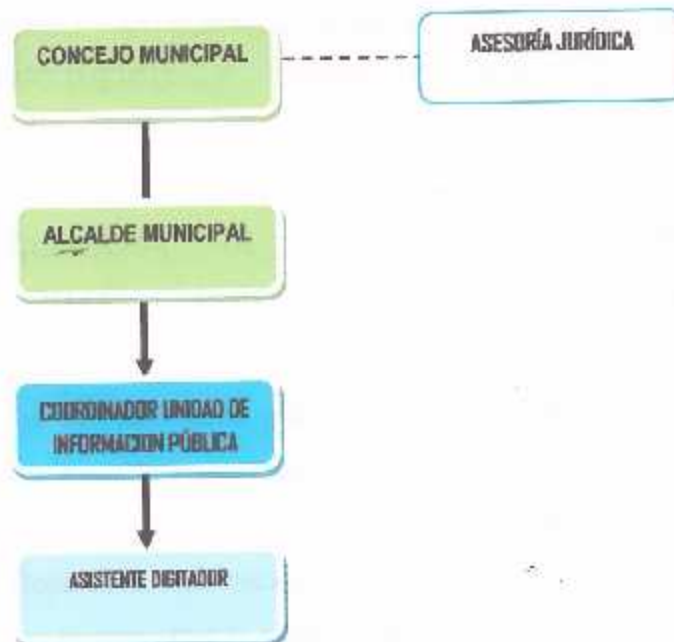 CONCEJO MUNICIPAL
ASESORÍA JURÍDICA
ALCALDE MUNICIPAL
COORDINADOR UNIDAD DE
INFORMACION PÚBLICA
ASISTENTE DIGITADOR